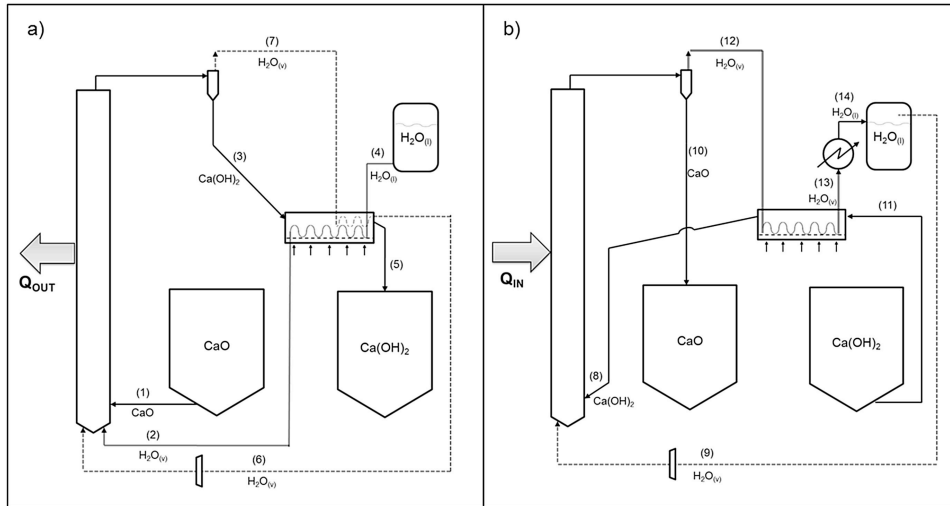 a)
(7)
H₂O₍ᵥ₎
H₂O₍ₗ₎
(3)
Ca(OH)₂
(4)
H₂O₍ₗ₎
(5)
Q_OUT
CaO
Ca(OH)₂
(1)
CaO
(2)
H₂O₍ᵥ₎
(6)
H₂O₍ᵥ₎
b)
(12)
H₂O₍ᵥ₎
(14)
H₂O₍ₗ₎
H₂O₍ₗ₎
(10)
CaO
(13)
H₂O₍ᵥ₎
(11)
Q_IN
CaO
Ca(OH)₂
(8)
Ca(OH)₂
(9)
H₂O₍ᵥ₎